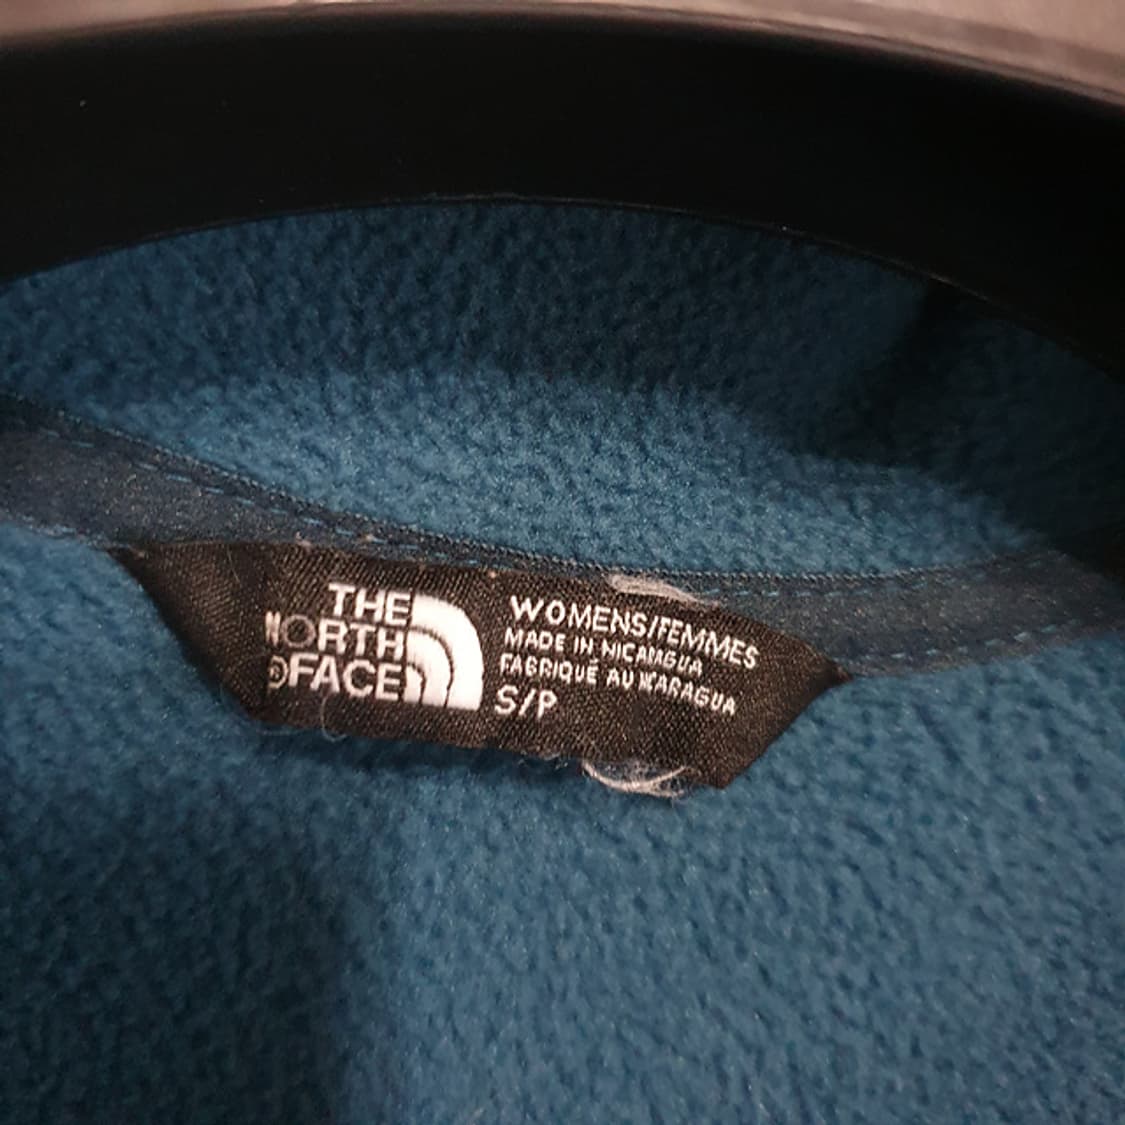 THE
NORTH
FACE
WOMENS/FEMMES
MADE IN NICARAGUA
FABRIQUÉ AU NICARAGUA
S/P